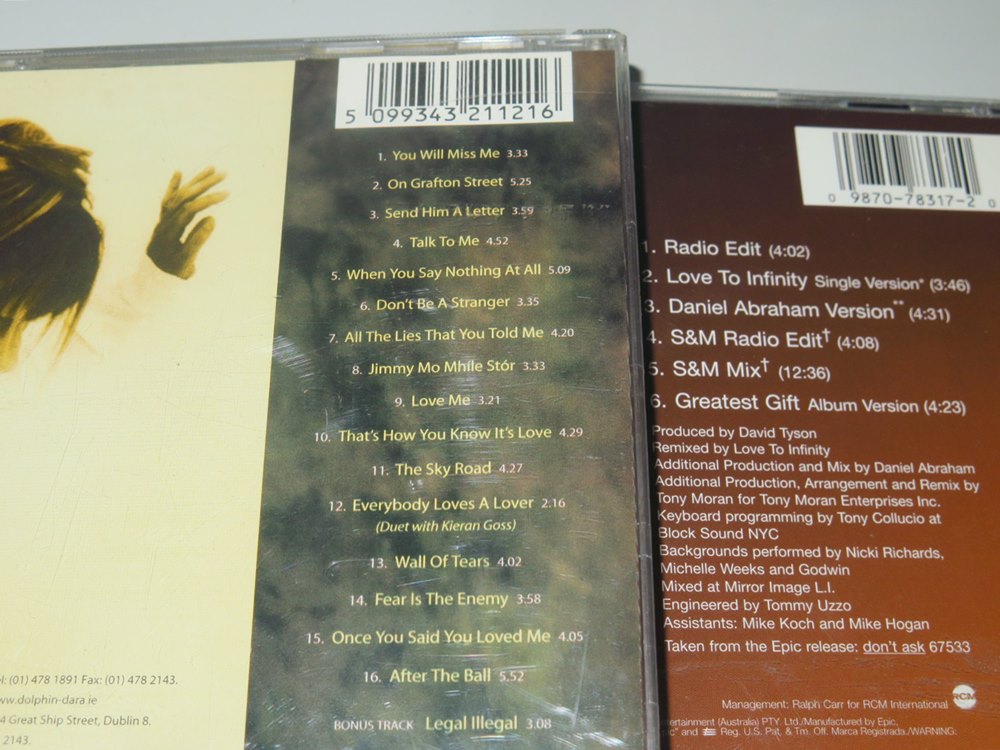 5 099343 211216
1. You Will Miss Me 3.33
2. On Grafton Street 5.25
3. Send Him A Letter 3.59
4. Talk To Me 4.52
5. When You Say Nothing At All 5.09
6. Don't Be A Stranger 3.35
7. All The Lies That You Told Me 4.20
8. Jimmy Mo Mhíle Stór 3.33
9. Love Me 3.21
10. That's How You Know It's Love 4.29
11. The Sky Road 4.27
12. Everybody Loves A Lover 2.16
(Duet with Kieran Goss)
13. Wall Of Tears 4.02
14. Fear Is The Enemy 3.58
15. Once You Said You Loved Me 4.05
16. After The Ball 5.52
BONUS TRACK Legal Illegal 3.08
el: (01) 478 1891 Fax: (01) 478 2143.
ww.dolphin-dara.ie
4 Great Ship Street, Dublin 8.
2143.
0 9870-78317-2 0
1. Radio Edit (4:02)
2. Love To Infinity Single Version* (3:46)
3. Daniel Abraham Version** (4:31)
4. S&M Radio Edit† (4:08)
5. S&M Mix† (12:36)
6. Greatest Gift Album Version (4:23)
Produced by David Tyson
Remixed by Love To Infinity
Additional Production and Mix by Daniel Abraham
Additional Production, Arrangement and Remix by
Tony Moran for Tony Moran Enterprises Inc.
Keyboard programming by Tony Collucio at
Block Sound NYC
Backgrounds performed by Nicki Richards,
Michelle Weeks and Godwin
Mixed at Mirror Image L.I.
Engineered by Tommy Uzzo
Assistants: Mike Koch and Mike Hogan
Taken from the Epic release: don't ask 67533
Management: Ralph Carr for RCM International
RCM
ertainment (Australia) PTY. Ltd./Manufactured by Epic,
ic" and Reg. U.S. Pat. & Tm. Off. Marca Registrada./WARNING: